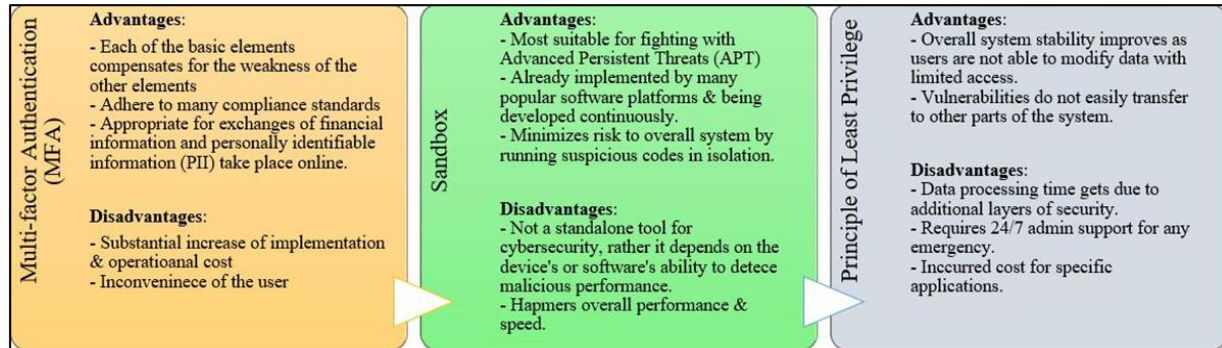 Multi-factor Authentication
(MFA)
Advantages:
- Each of the basic elements
compensates for the weakness of the
other elements
- Adhere to many compliance standards
- Appropriate for exchanges of financial
information and personally identifiable
information (PII) take place online.
Disadvantages:
- Substantial increase of implementation
& operatioanal cost
- Inconveninece of the user
Sandbox
Advantages:
- Most suitable for fighting with
Advanced Persistent Threats (APT)
- Already implemented by many
popular software platforms & being
developed continuously.
- Minimizes risk to overall system by
running suspicious codes in isolation.
Disadvantages:
- Not a standalone tool for
cybersecurity, rather it depends on the
device's or software's ability to detece
malicious performance.
- Hapmers overall performance &
speed.
Principle of Least Privilege
Advantages:
- Overall system stability improves as
users are not able to modify data with
limited access.
- Vulnerabilities do not easily transfer
to other parts of the system.
Disadvantages:
- Data processing time gets due to
additional layers of security.
- Requires 24/7 admin support for any
emergency.
- Inccurred cost for specific
applications.